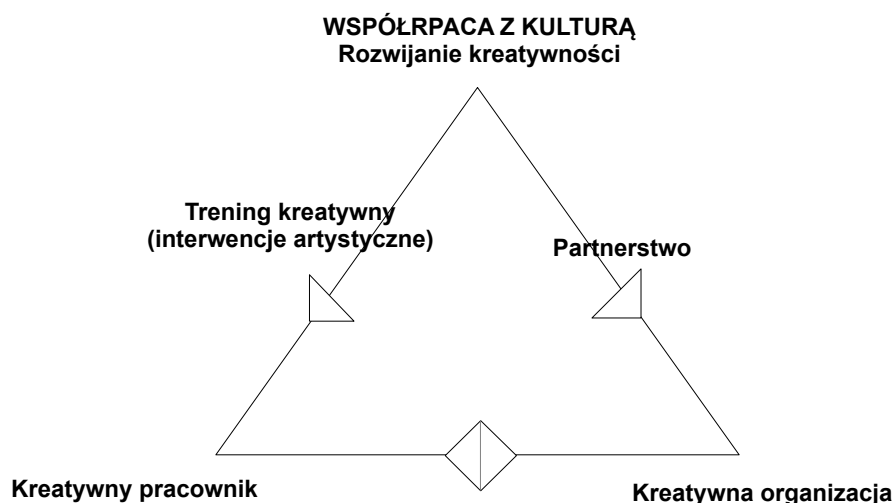 WSPÓŁRPACA Z KULTURĄ
Rozwijanie kreatywności
Trening kreatywny
(interwencje artystyczne)
Partnerstwo
Kreatywny pracownik
Kreatywna organizacja